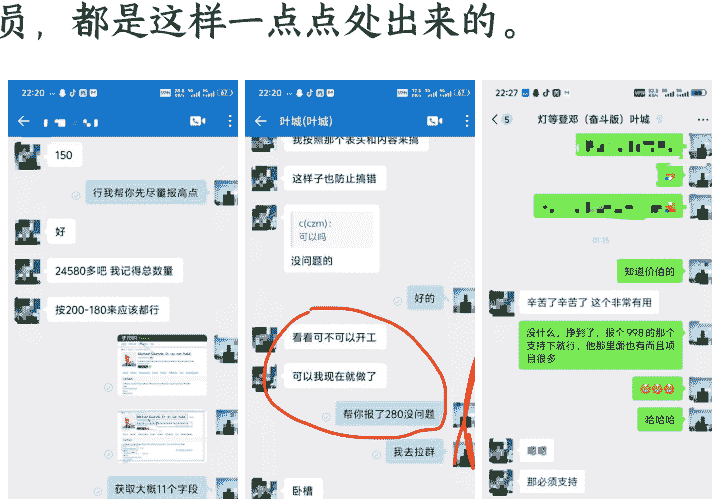 员，都是这样一点点处出来的。
22:20
150
行我帮你先尽量报高点
好
24580多吧 我记得总数量
按200-180来应该都行
获取大概11个字段
22:20
叶城(叶城)
我按照那个表头和内容来搞
这样子也防止搞错
c(czm)：
可以吗
没问题的
好的
看看可不可以开工
可以我现在就做了
帮你报了280没问题
我去拉群
卧槽
22:27
5
灯等登邓（奋斗版）叶城
01:15
知道价值的
辛苦了辛苦了 这个非常有用
没什么，挣到了，报个 998 的那个
支持下就行，他那里面也有而且项
目很多
哈哈哈
嗯嗯
那必须支持